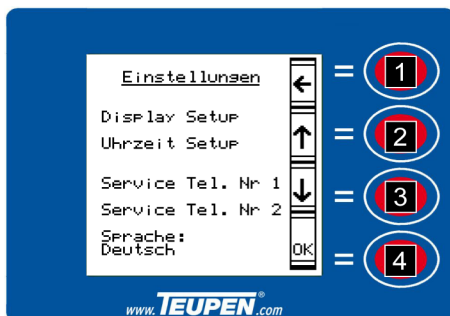 Einstellungen
Display Setup
Uhrzeit Setup
Service Tel. Nr 1
Service Tel. Nr 2
Sprache:
Deutsch
←
↑
↓
OK
= 1
= 2
= 3
= 4
www.TEUPEN®.com